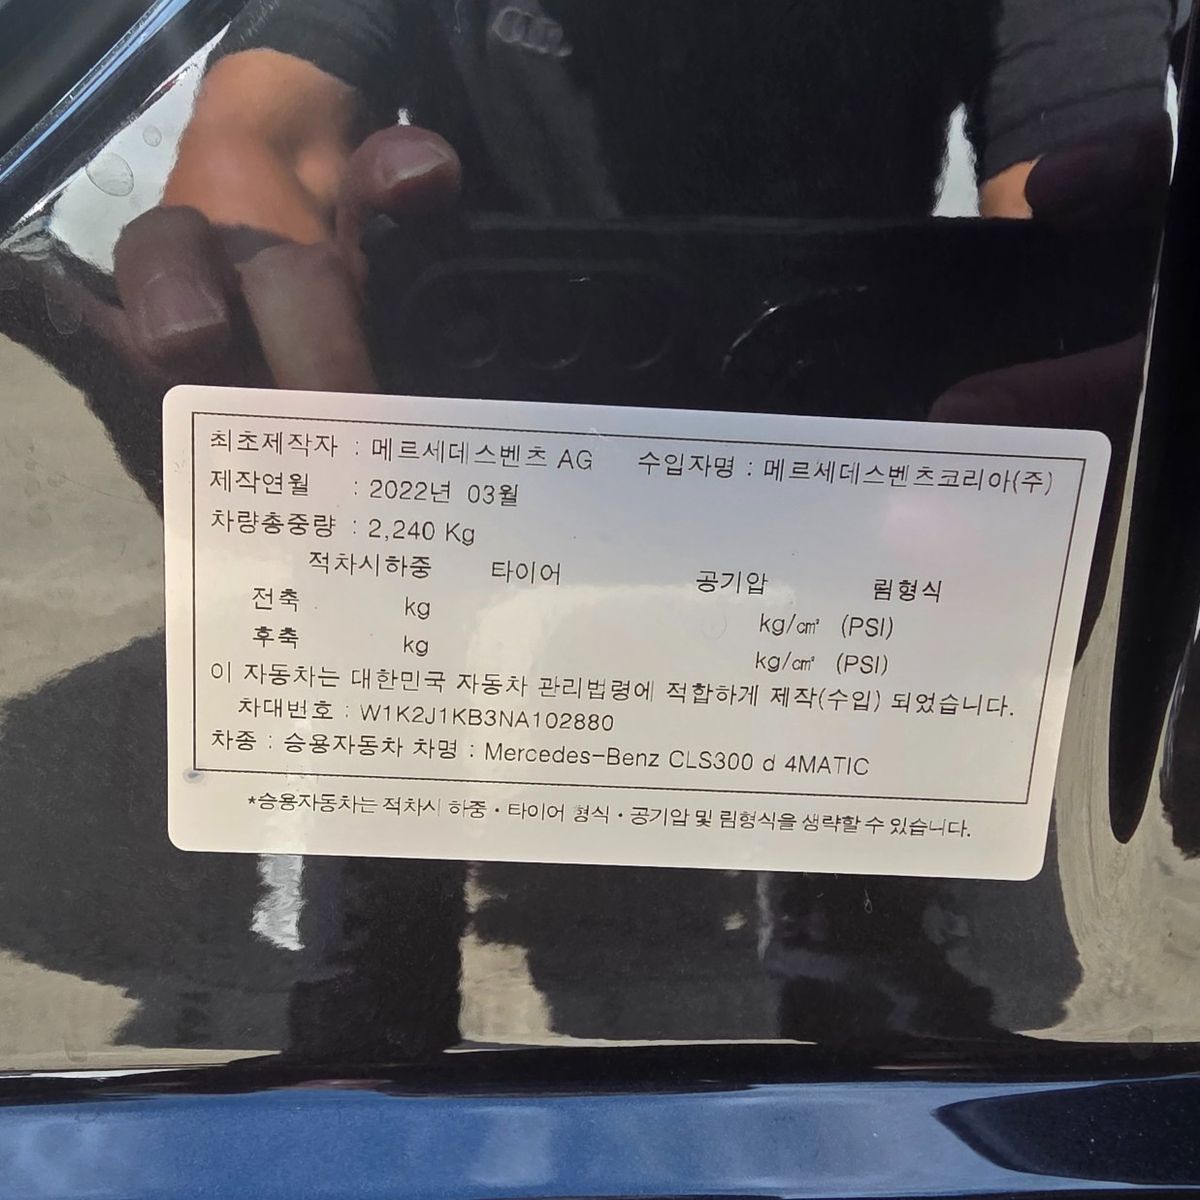 최초제작자 : 메르세데스벤츠 AG 수입자명 : 메르세데스벤츠코리아(주)
제작연월 : 2022년 03월
차량총중량 : 2,240 Kg
적차시하중 타이어 공기압 림형식
전축 kg kg/㎠ (PSI)
후축 kg kg/㎠ (PSI)
이 자동차는 대한민국 자동차 관리법령에 적합하게 제작(수입) 되었습니다.
차대번호 : W1K2J1KB3NA102880
차종 : 승용자동차 차명 : Mercedes-Benz CLS300 d 4MATIC
*승용자동차는 적차시 하중・타이어 형식・공기압 및 림형식을 생략할 수 있습니다.